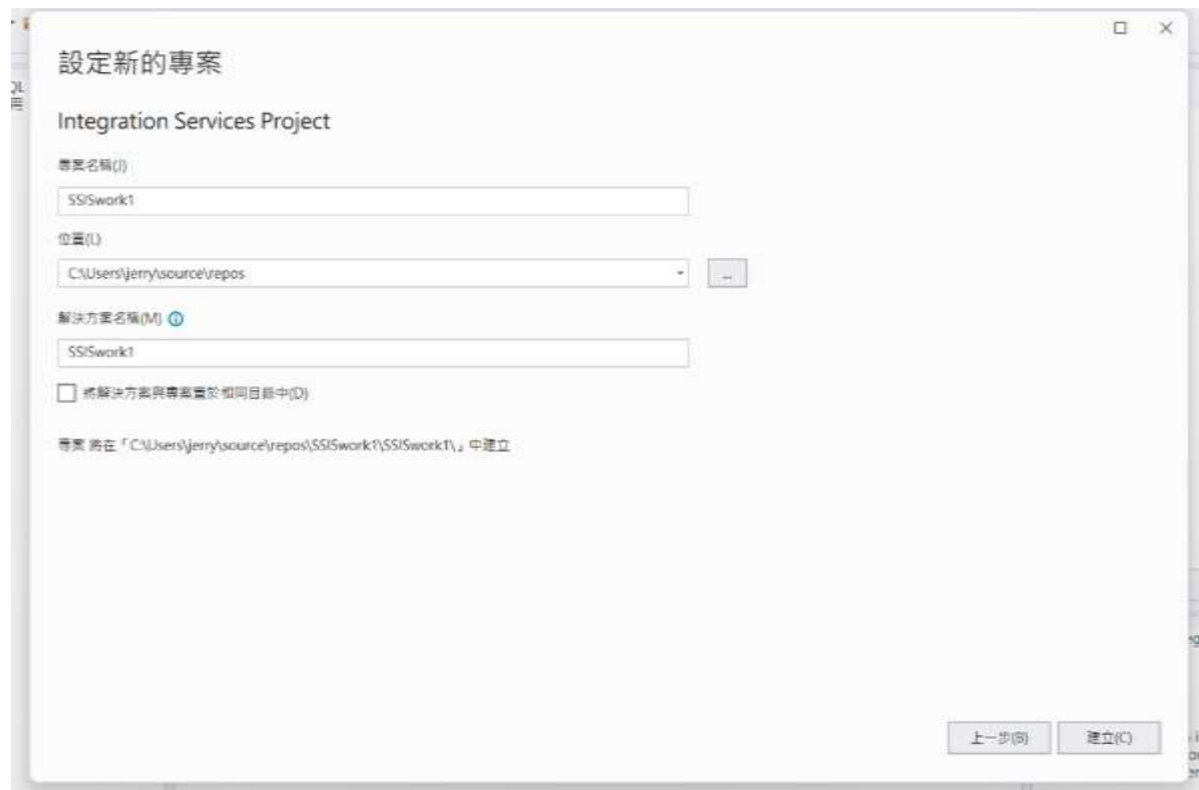 設定新的專案
Integration Services Project
專案名稱(J)
SSISwork1
位置(L)
C:\Users\jerry\source\repos
...
解決方案名稱(M)
SSISwork1
將解決方案與專案置於相同目錄中(D)
專案 將在「C:\Users\jerry\source\repos\SSISwork1\SSISwork1\」中建立
上一步(B)
建立(C)